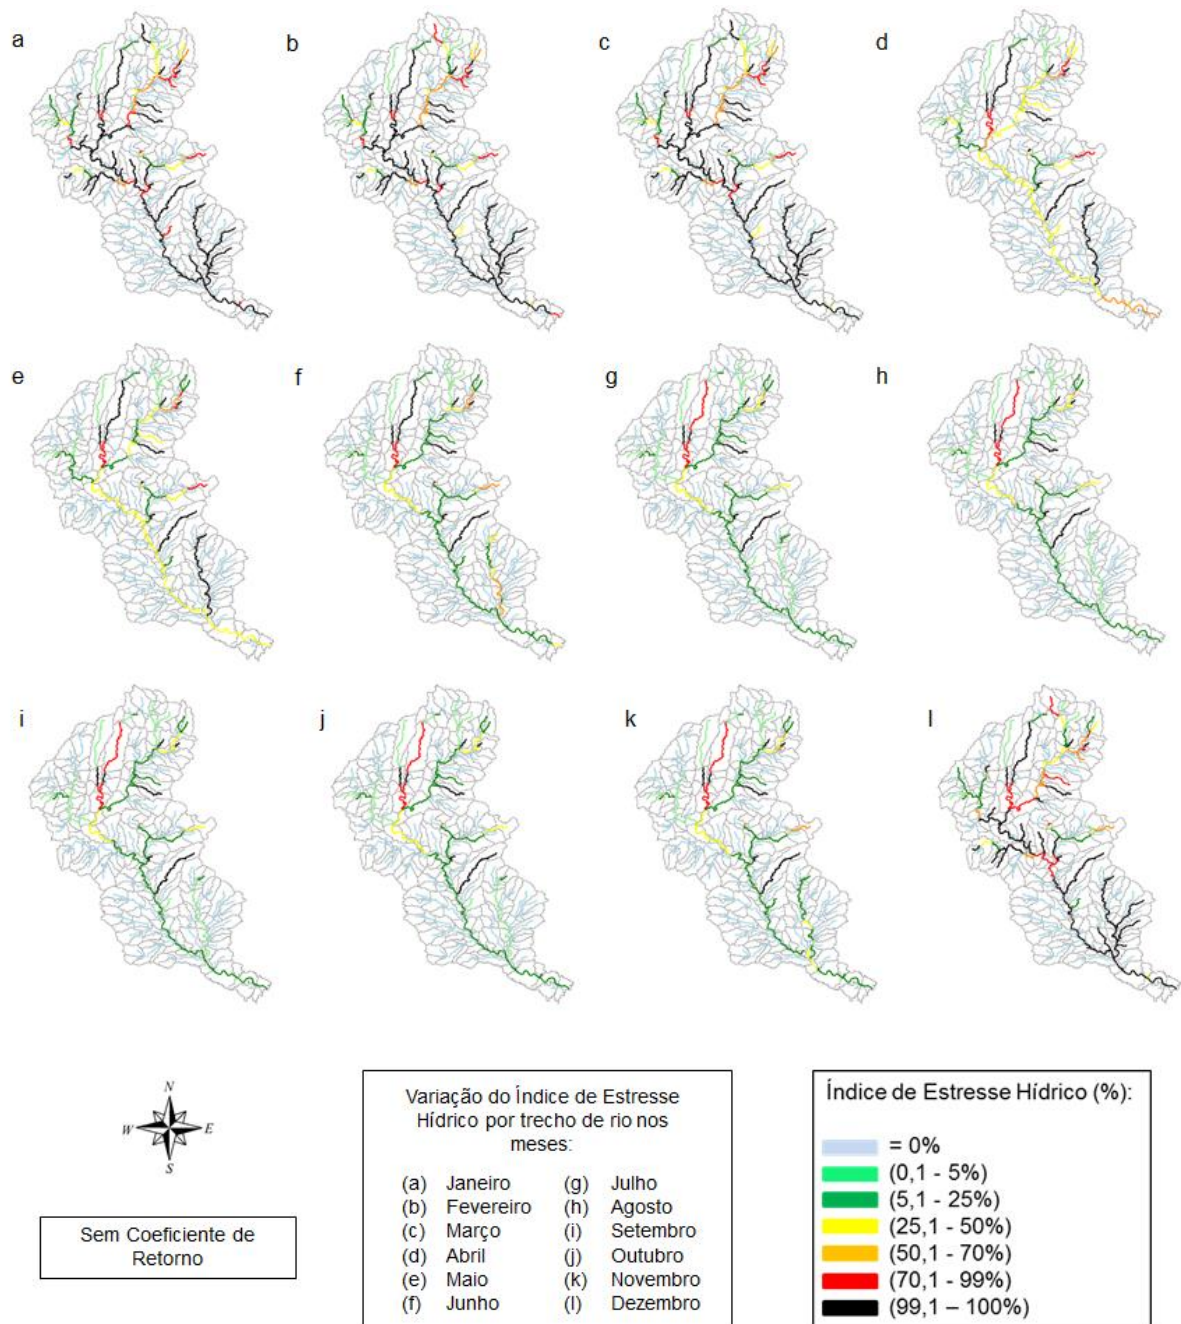 a
b
c
d
e
f
g
h
i
j
k
l
N
W
E
S
Sem Coeficiente de
Retorno
Variação do Índice de Estresse
Hídrico por trecho de rio nos
meses:
(a) Janeiro (g) Julho
(b) Fevereiro (h) Agosto
(c) Março (i) Setembro
(d) Abril (j) Outubro
(e) Maio (k) Novembro
(f) Junho (l) Dezembro
Índice de Estresse Hídrico (%):
= 0%
(0,1 - 5%)
(5,1 - 25%)
(25,1 - 50%)
(50,1 - 70%)
(70,1 - 99%)
(99,1 – 100%)